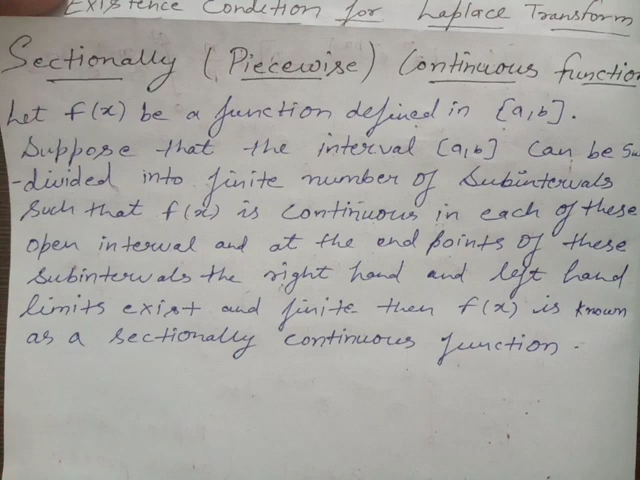 Existence Condition for Laplace Transform
Sectionally (Piecewise) Continuous function
Let f(x) be a function defined in [a,b].
Suppose that the interval [a,b] can be Su
-divided into finite number of Subintervals
Such that f(x) is Continuous in each of these
open interval and at the end points of these
Subintervals the right hand and left hand
limits exist and finite then f(x) is known
as a sectionally continuous function.